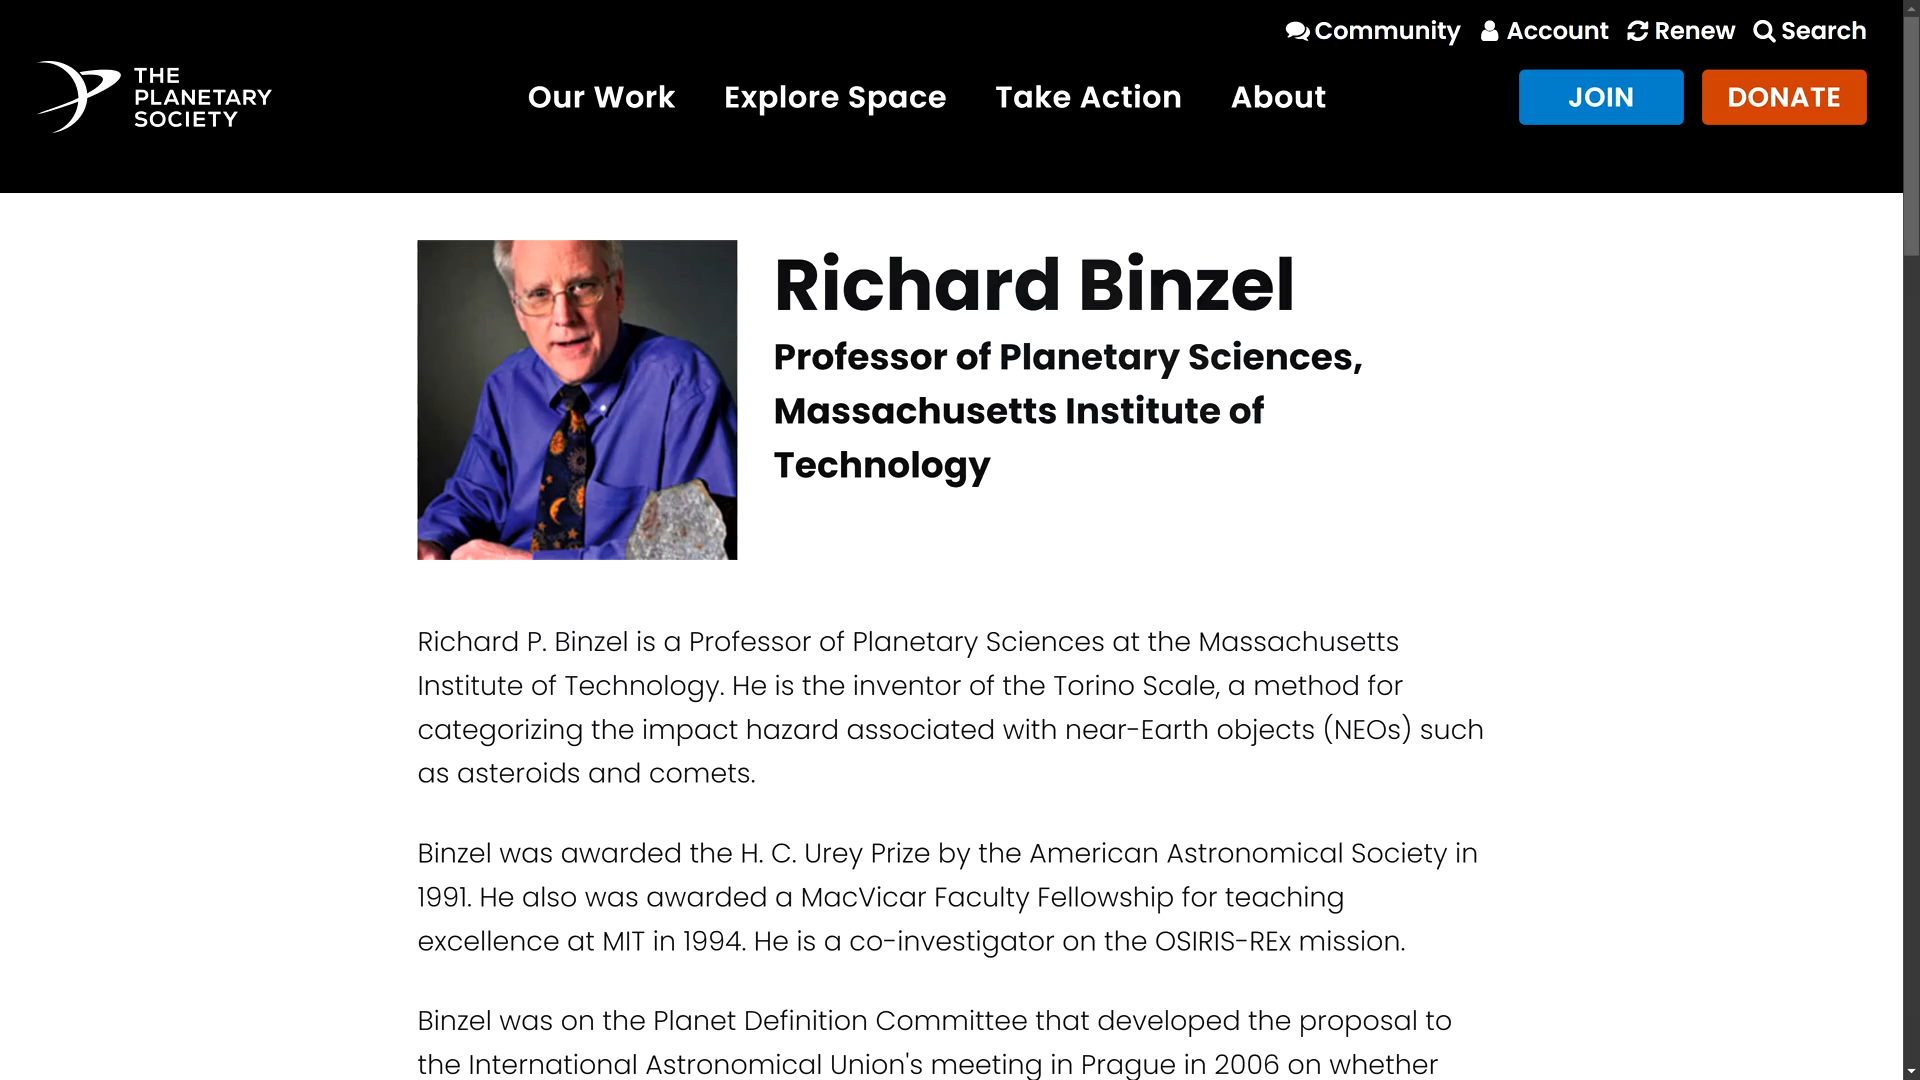 Community Account Renew Search
THE
PLANETARY
SOCIETY
Our Work Explore Space Take Action About JOIN DONATE
Richard Binzel
Professor of Planetary Sciences,
Massachusetts Institute of
Technology
Richard P. Binzel is a Professor of Planetary Sciences at the Massachusetts
Institute of Technology. He is the inventor of the Torino Scale, a method for
categorizing the impact hazard associated with near-Earth objects (NEOs) such
as asteroids and comets.
Binzel was awarded the H. C. Urey Prize by the American Astronomical Society in
1991. He also was awarded a MacVicar Faculty Fellowship for teaching
excellence at MIT in 1994. He is a co-investigator on the OSIRIS-REx mission.
Binzel was on the Planet Definition Committee that developed the proposal to
the International Astronomical Union's meeting in Prague in 2006 on whether